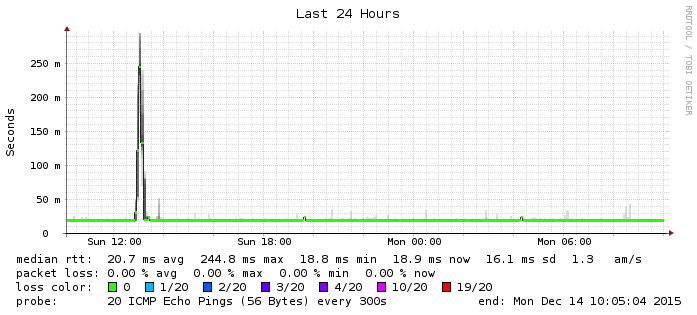 Last 24 Hours
RRDTOOL / TOBI OETIKER
Seconds
250 m
200 m
150 m
100 m
50 m
0
Sun 12:00 Sun 18:00 Mon 00:00 Mon 06:00
median rtt: 20.7 ms avg 244.8 ms max 18.8 ms min 18.9 ms now 16.1 ms sd 1.3 am/s
packet loss: 0.00 % avg 0.00 % max 0.00 % min 0.00 % now
loss color: 0 1/20 2/20 3/20 4/20 10/20 19/20
probe: 20 ICMP Echo Pings (56 Bytes) every 300s end: Mon Dec 14 10:05:04 2015